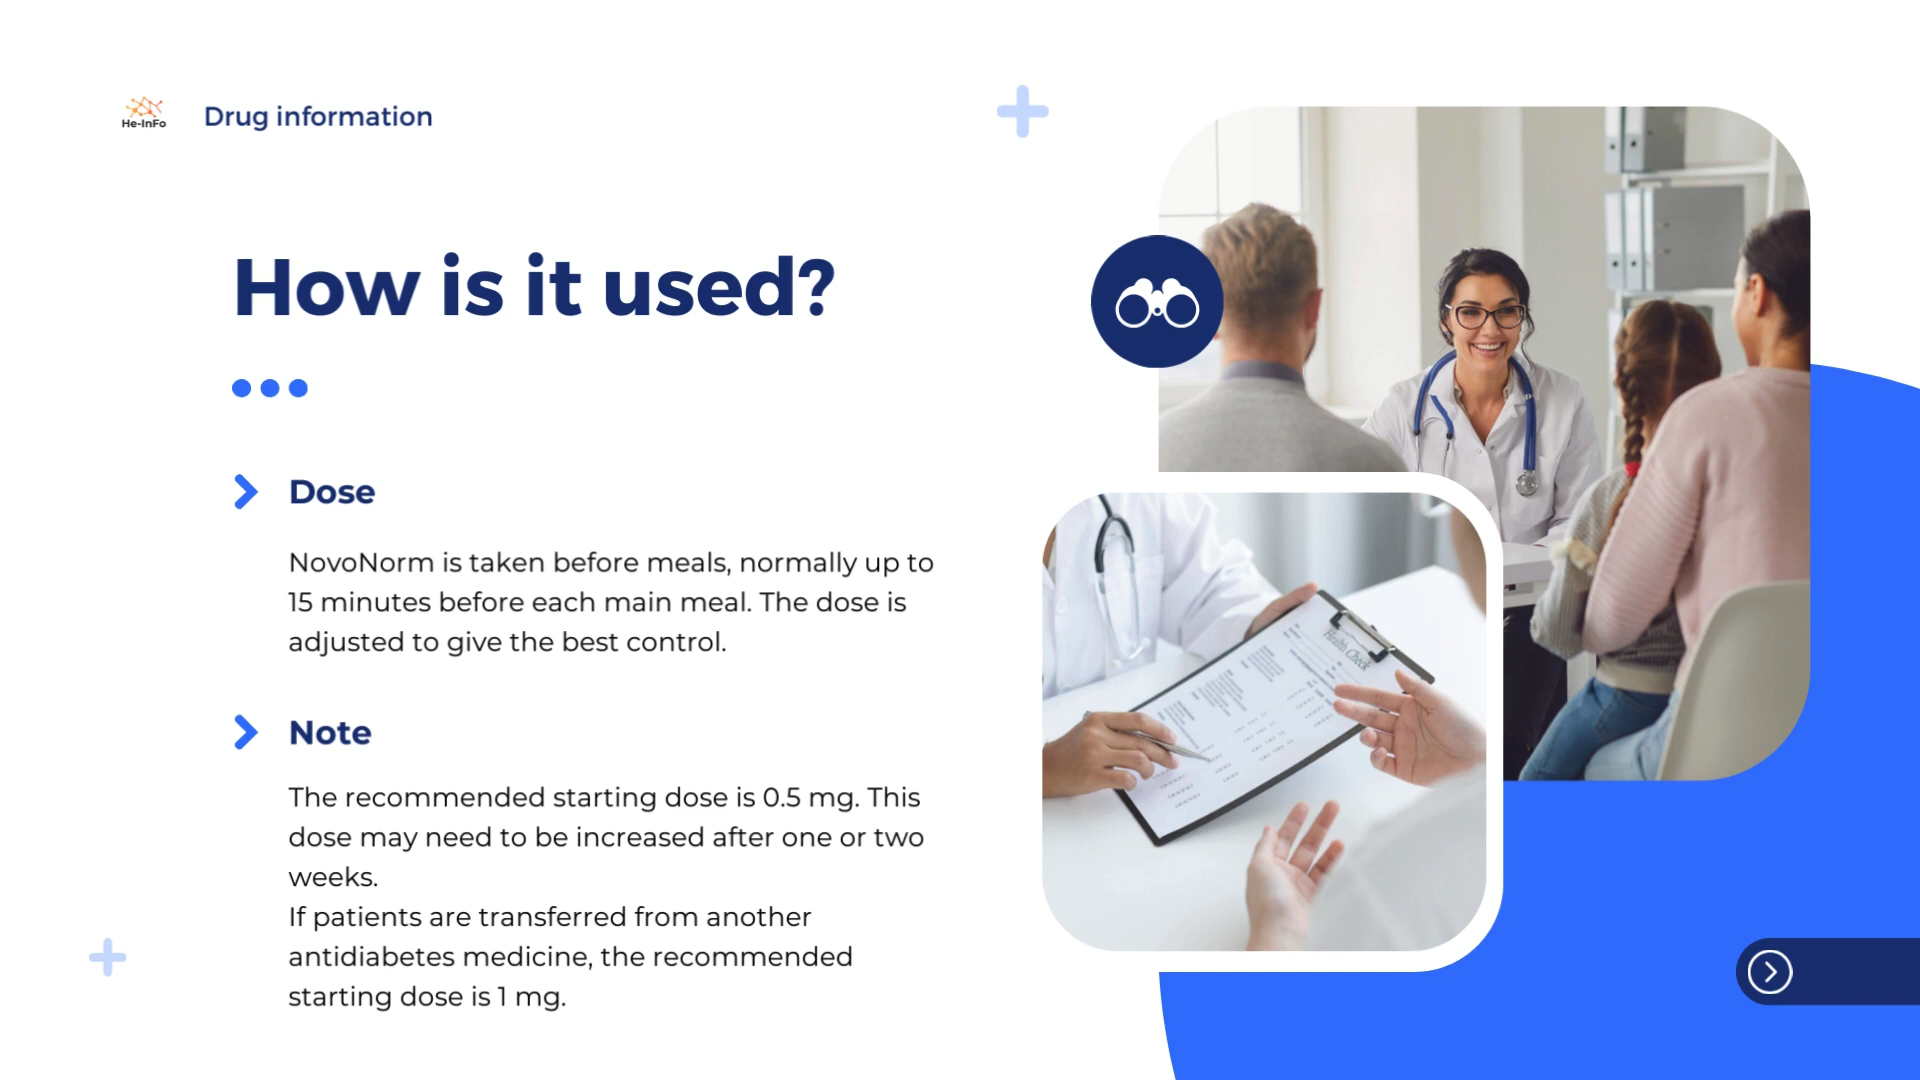 He-InFo
Drug information
How is it used?
Dose
NovoNorm is taken before meals, normally up to
15 minutes before each main meal. The dose is
adjusted to give the best control.
Note
The recommended starting dose is 0.5 mg. This
dose may need to be increased after one or two
weeks.
If patients are transferred from another
antidiabetes medicine, the recommended
starting dose is 1 mg.
Health Check